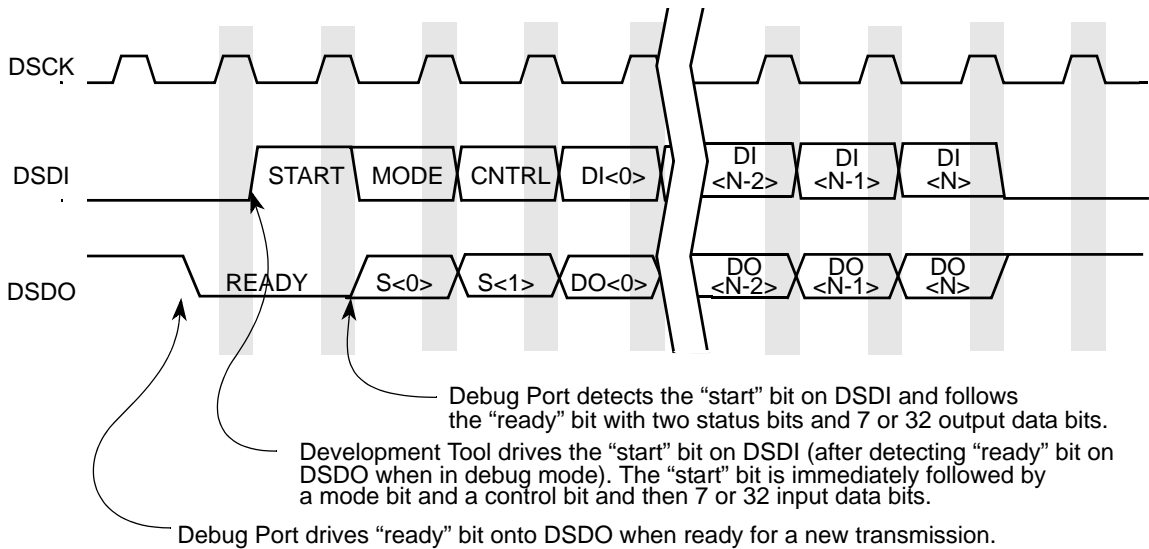 DSCK
DSDI
START MODE CNTRL DI<0> DI <N-2> DI <N-1> DI <N>
DSDO
READY S<0> S<1> DO<0> DO <N-2> DO <N-1> DO <N>
Debug Port detects the “start” bit on DSDI and follows
the “ready” bit with two status bits and 7 or 32 output data bits.
Development Tool drives the “start” bit on DSDI (after detecting “ready” bit on
DSDO when in debug mode). The “start” bit is immediately followed by
a mode bit and a control bit and then 7 or 32 input data bits.
Debug Port drives “ready” bit onto DSDO when ready for a new transmission.